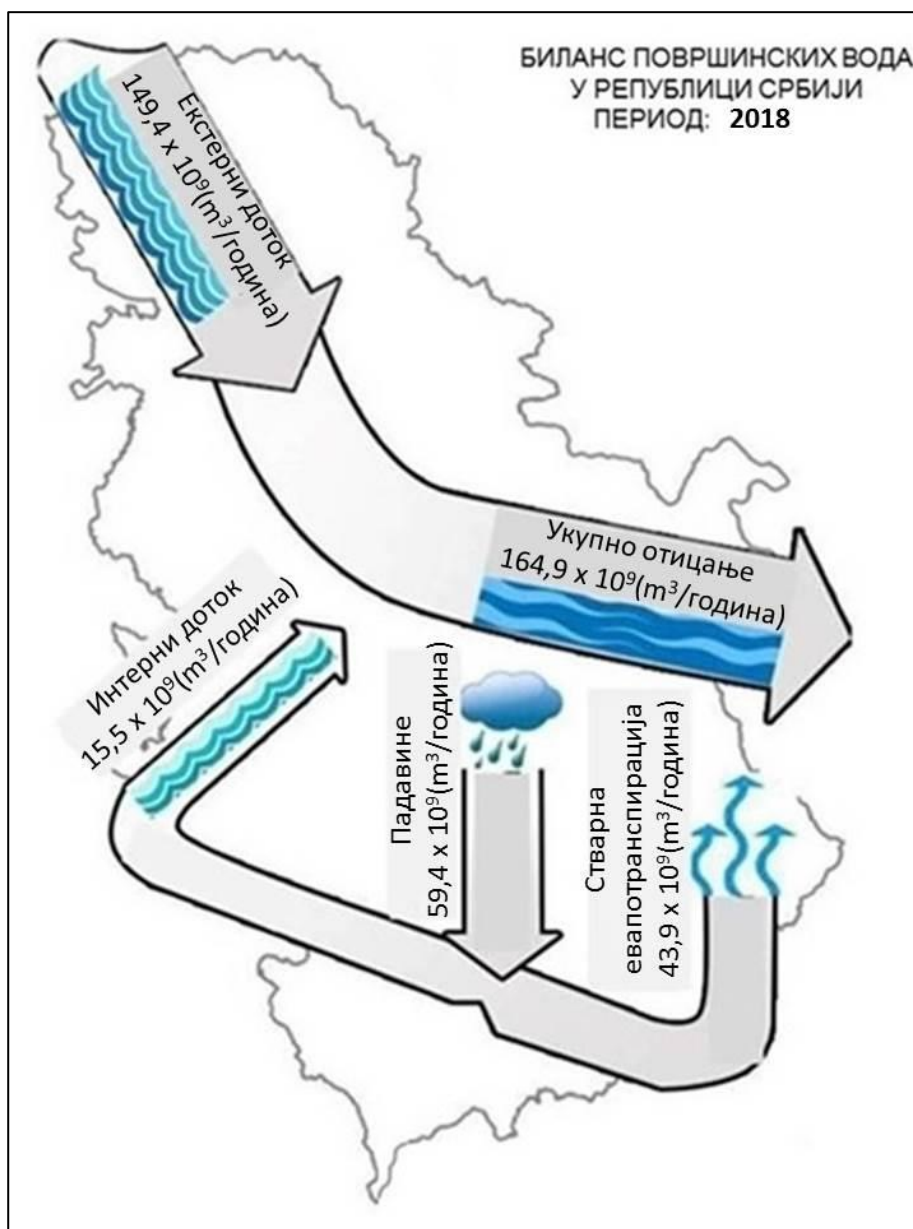 БИЛАНС ПОВРШИНСКИХ ВОДА
У РЕПУБЛИЦИ СРБИЈИ
ПЕРИОД: 2018
Екстерни доток
149,4 x 10⁹(m³/година)
Укупно отицање
164,9 x 10⁹(m³/година)
Интерни доток
15,5 x 10⁹(m³/година)
Падавине
59,4 x 10⁹(m³/година)
Стварна
евапотранспирација
43,9 x 10⁹(m³/година)